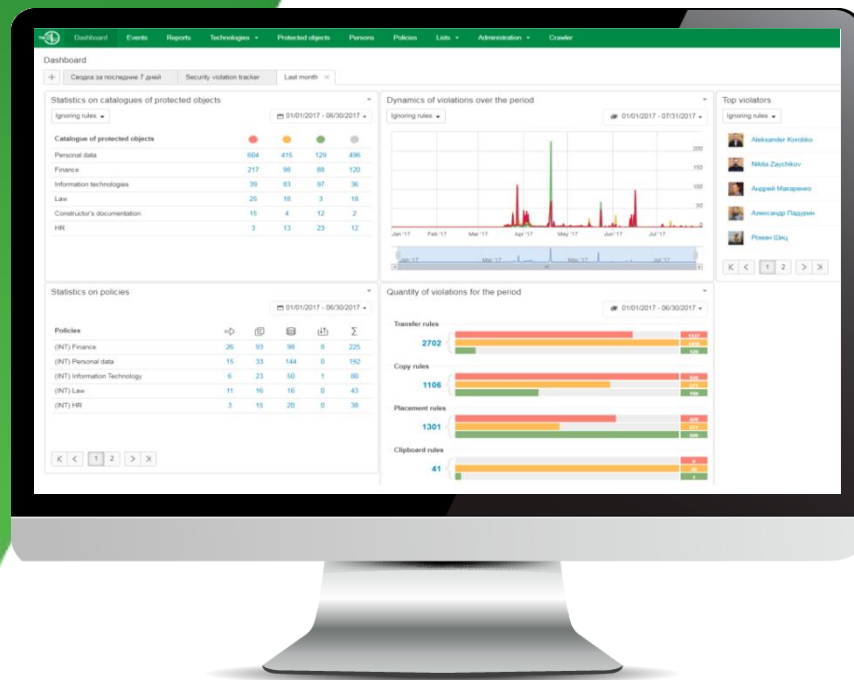 Dashboard Events Reports Technologies Protected objects Persons Policies Lists Administration Crawler
Dashboard
+ Сводка за последние 7 дней Security violation tracker Last month ×
Statistics on catalogues of protected objects
Ignoring rules 01/01/2017 - 06/30/2017
Catalogue of protected objects
Personal data 604 415 129 496
Finance 217 98 88 120
Information technologies 39 83 97 36
Law 25 18 3 18
Constructor's documentation 15 4 12 2
HR 3 13 23 12
Dynamics of violations over the period
Ignoring rules 01/01/2017 - 07/31/2017
200
150
100
50
0
Jan '17 Feb '17 Mar '17 Apr '17 May '17 Jun '17 Jul '17
Jan '17 Mar '17 May '17 Jul '17
Top violators
Ignoring rules
Aleksander Korobko
Nikita Zaychikov
Андрей Макаренко
Александр Падурин
Роман Шиц
1 2
Statistics on policies
01/01/2017 - 06/30/2017
Policies Σ
(INT) Finance 26 93 98 8 225
(INT) Personal data 15 33 144 0 192
(INT) Information Technology 6 23 50 1 80
(INT) Law 11 16 16 0 43
(INT) HR 3 15 20 0 38
1 2
Quantity of violations for the period
01/01/2017 - 06/30/2017
Transfer rules
2702
Copy rules
1106
Placement rules
1301
Clipboard rules
41